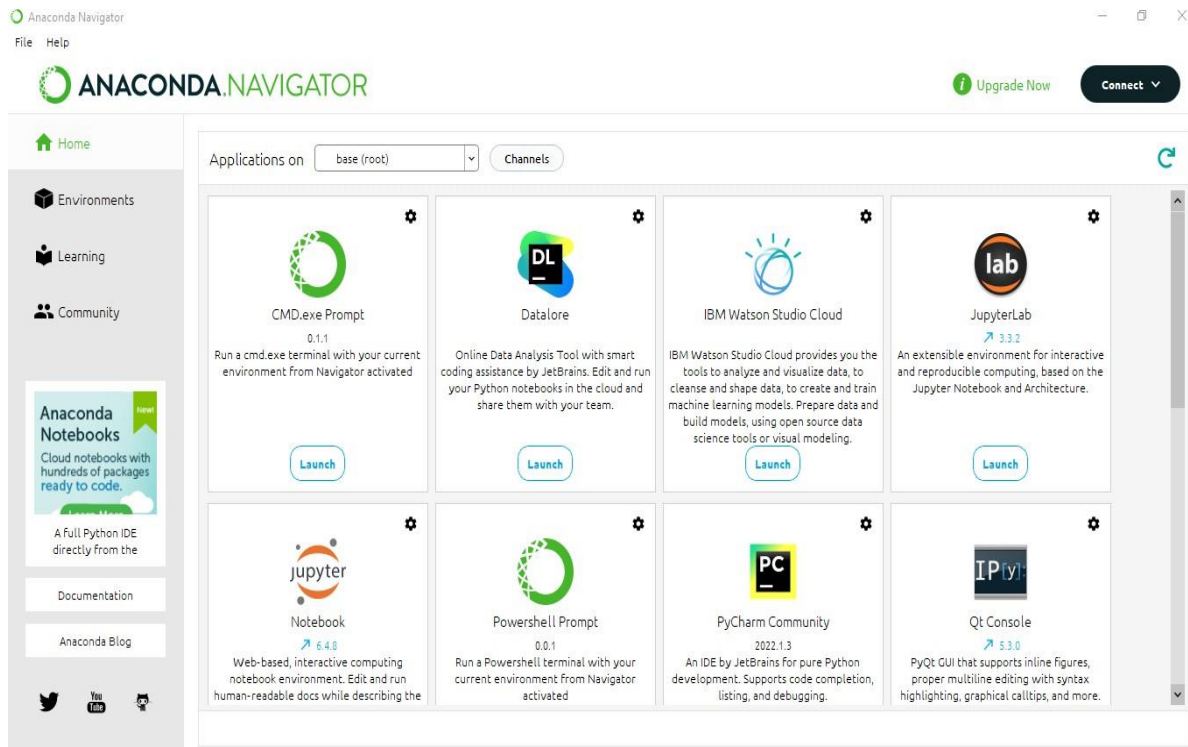 Anaconda Navigator
File Help
ANACONDA.NAVIGATOR
Upgrade Now
Connect
Home
Environments
Learning
Community
Anaconda
Notebooks
New!
Cloud notebooks with
hundreds of packages
ready to code.
Learn More
A full Python IDE
directly from the
Documentation
Anaconda Blog
You
Tube
Applications on base (root) Channels
CMD.exe Prompt
0.1.1
Run a cmd.exe terminal with your current
environment from Navigator activated
Launch
DL
Datalore
Online Data Analysis Tool with smart
coding assistance by JetBrains. Edit and run
your Python notebooks in the cloud and
share them with your team.
Launch
IBM Watson Studio Cloud
IBM Watson Studio Cloud provides you the
tools to analyze and visualize data, to
cleanse and shape data, to create and train
machine learning models. Prepare data and
build models, using open source data
science tools or visual modeling.
Launch
lab
JupyterLab
3.3.2
An extensible environment for interactive
and reproducible computing, based on the
Jupyter Notebook and Architecture.
Launch
jupyter
Notebook
6.4.8
Web-based, interactive computing
notebook environment. Edit and run
human-readable docs while describing the
Powershell Prompt
0.0.1
Run a Powershell terminal with your
current environment from Navigator
activated
PC
PyCharm Community
2022.1.3
An IDE by JetBrains for pure Python
development. Supports code completion,
listing, and debugging.
IP[y]:
Qt Console
5.3.0
PyQt GUI that supports inline figures,
proper multiline editing with syntax
highlighting, graphical calltips, and more.